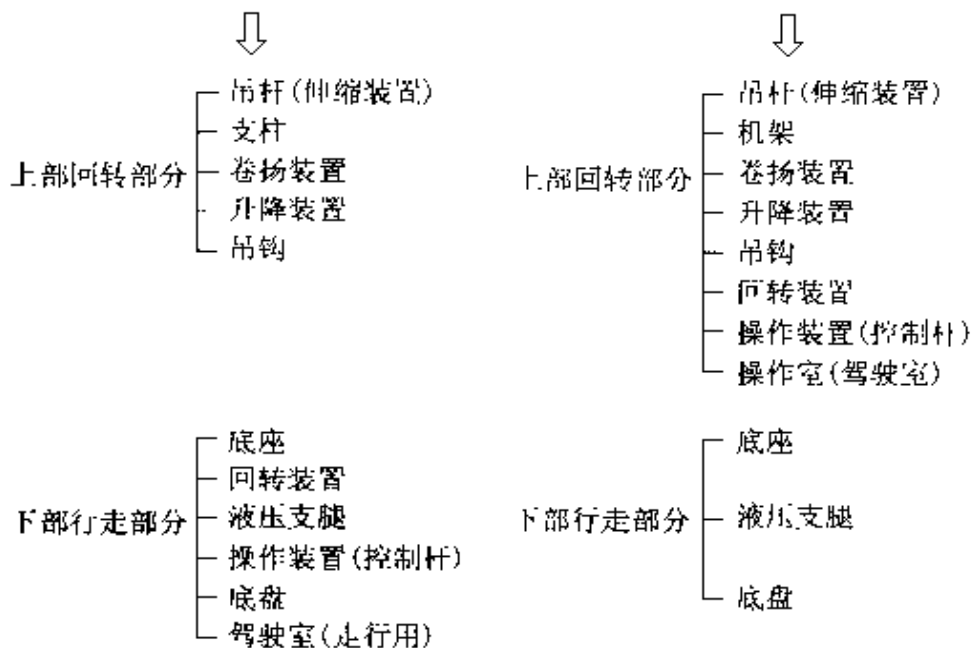 吊杆(伸缩装置)
支柱
上部回转部分
卷扬装置
升降装置
吊钩
吊杆(伸缩装置)
机架
上部回转部分
卷扬装置
升降装置
吊钩
回转装置
操作装置(控制杆)
操作室(驾驶室)
底座
回转装置
下部行走部分
液压支腿
操作装置(控制杆)
底盘
驾驶室(走行用)
底座
下部行走部分
液压支腿
底盘